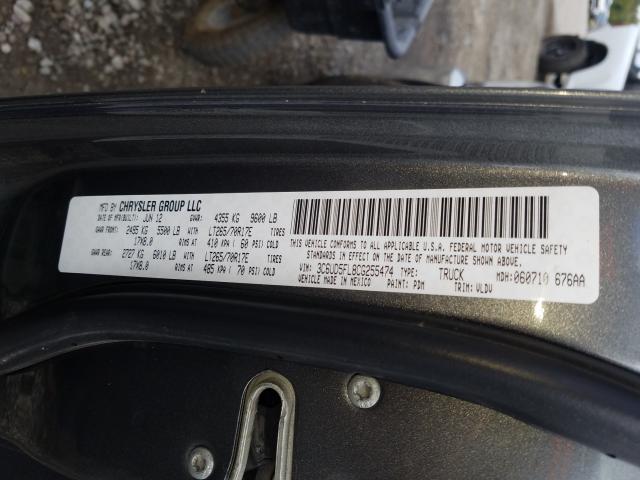 MFD BY CHRYSLER GROUP LLC
DATE OF MFR(BUILT): JUN 12 GVWR: 4355 KG 9600 LB
GAWR FRONT: 2495 KG 5500 LB WITH LT265/70R17E TIRES
17X8.0 RIMS AT 410 KPA ( 60 PSI) COLD
GAWR REAR: 2727 KG 6010 LB WITH LT265/70R17E TIRES
17X8.0 RIMS AT 485 KPA ( 70 PSI) COLD
THIS VEHICLE CONFORMS TO ALL APPLICABLE U.S.A. FEDERAL MOTOR VEHICLE SAFETY
STANDARDS IN EFFECT ON THE DATE OF MANUFACTURE SHOWN ABOVE.
VIN: 3C6UD5FL8CG255474 TYPE: TRUCK MDH:060710 676AA
VEHICLE MADE IN MEXICO PAINT: PDM TRIM: VLDV